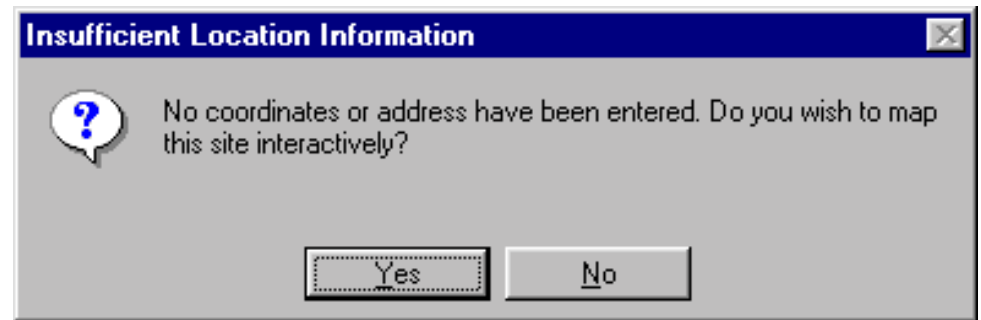 Insufficient Location Information
No coordinates or address have been entered. Do you wish to map
this site interactively?
Yes
No